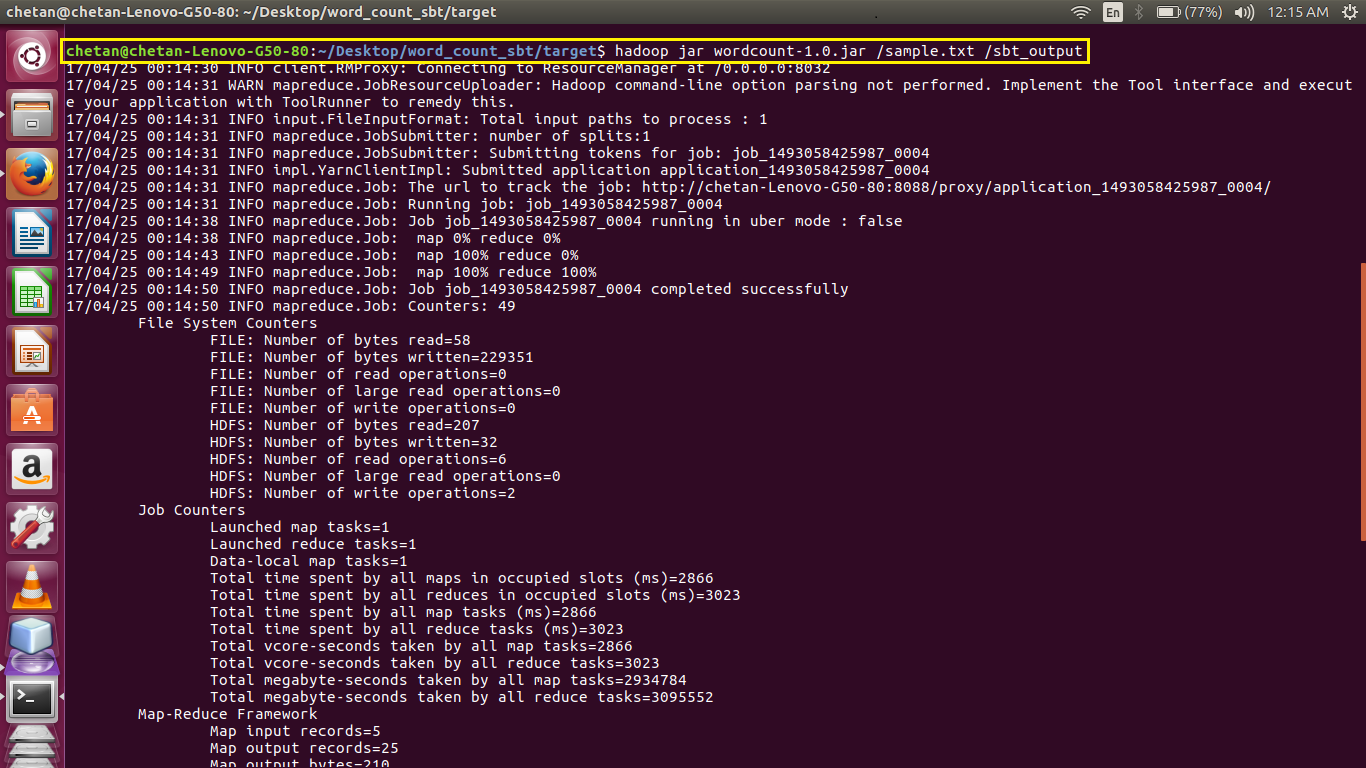 chetan@chetan-Lenovo-G50-80: ~/Desktop/word_count_sbt/target
En
(77%)
12:15 AM
chetan@chetan-Lenovo-G50-80:~/Desktop/word_count_sbt/target$ hadoop jar wordcount-1.0.jar /sample.txt /sbt_output
17/04/25 00:14:30 INFO client.RMProxy: Connecting to ResourceManager at /0.0.0.0:8032
17/04/25 00:14:31 WARN mapreduce.JobResourceUploader: Hadoop command-line option parsing not performed. Implement the Tool interface and execut
e your application with ToolRunner to remedy this.
17/04/25 00:14:31 INFO input.FileInputFormat: Total input paths to process : 1
17/04/25 00:14:31 INFO mapreduce.JobSubmitter: number of splits:1
17/04/25 00:14:31 INFO mapreduce.JobSubmitter: Submitting tokens for job: job_1493058425987_0004
17/04/25 00:14:31 INFO impl.YarnClientImpl: Submitted application application_1493058425987_0004
17/04/25 00:14:31 INFO mapreduce.Job: The url to track the job: http://chetan-Lenovo-G50-80:8088/proxy/application_1493058425987_0004/
17/04/25 00:14:31 INFO mapreduce.Job: Running job: job_1493058425987_0004
17/04/25 00:14:38 INFO mapreduce.Job: Job job_1493058425987_0004 running in uber mode : false
17/04/25 00:14:38 INFO mapreduce.Job:  map 0% reduce 0%
17/04/25 00:14:43 INFO mapreduce.Job:  map 100% reduce 0%
17/04/25 00:14:49 INFO mapreduce.Job:  map 100% reduce 100%
17/04/25 00:14:50 INFO mapreduce.Job: Job job_1493058425987_0004 completed successfully
17/04/25 00:14:50 INFO mapreduce.Job: Counters: 49
File System Counters
FILE: Number of bytes read=58
FILE: Number of bytes written=229351
FILE: Number of read operations=0
FILE: Number of large read operations=0
FILE: Number of write operations=0
HDFS: Number of bytes read=207
HDFS: Number of bytes written=32
HDFS: Number of read operations=6
HDFS: Number of large read operations=0
HDFS: Number of write operations=2
Job Counters
Launched map tasks=1
Launched reduce tasks=1
Data-local map tasks=1
Total time spent by all maps in occupied slots (ms)=2866
Total time spent by all reduces in occupied slots (ms)=3023
Total time spent by all map tasks (ms)=2866
Total time spent by all reduce tasks (ms)=3023
Total vcore-seconds taken by all map tasks=2866
Total vcore-seconds taken by all reduce tasks=3023
Total megabyte-seconds taken by all map tasks=2934784
Total megabyte-seconds taken by all reduce tasks=3095552
Map-Reduce Framework
Map input records=5
Map output records=25
Map output bytes=210